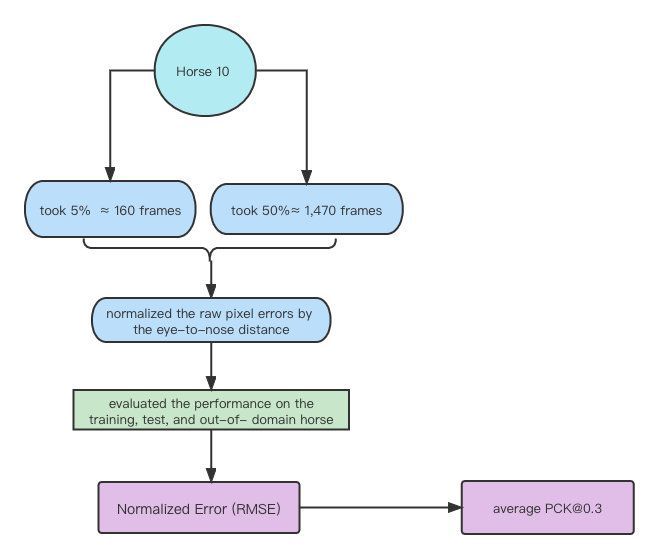 Horse 10
took 5%  ≈ 160 frames
took 50%≈ 1,470 frames
normalized the raw pixel errors by
the eye-to-nose distance
evaluated the performance on the
training, test, and out-of- domain horse
Normalized Error (RMSE)
average PCK@0.3